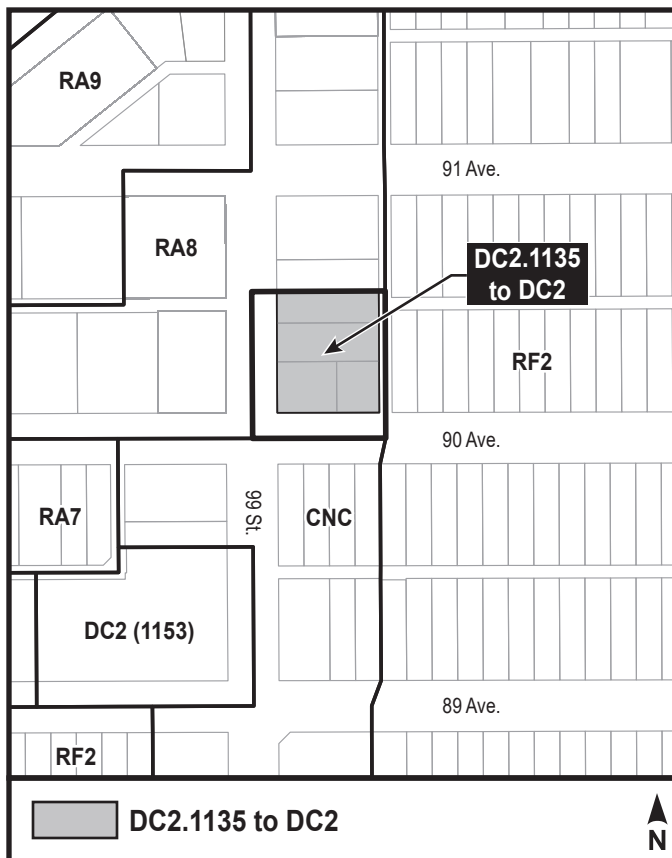 RA9
91 Ave.
RA8
DC2.1135
to DC2
RF2
90 Ave.
RA7
99 St.
CNC
DC2 (1153)
89 Ave.
RF2
DC2.1135 to DC2
N